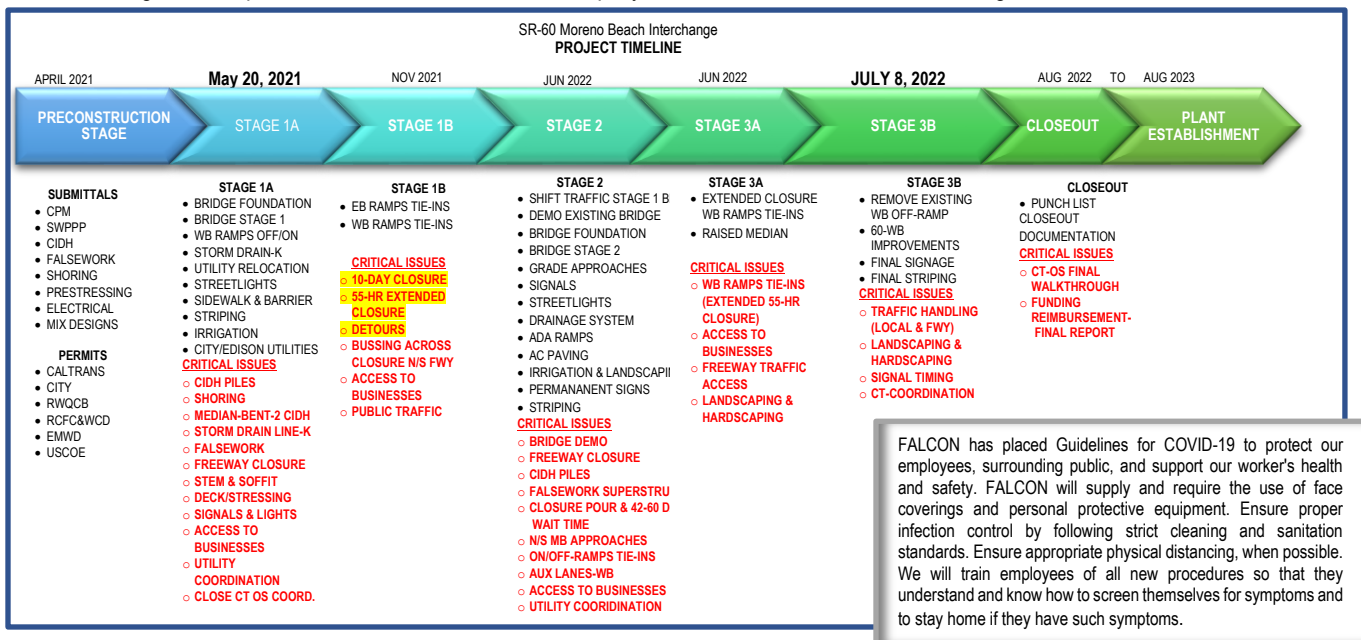 SR-60 Moreno Beach Interchange
PROJECT TIMELINE
APRIL 2021
May 20, 2021
NOV 2021
JUN 2022
JUN 2022
JULY 8, 2022
AUG 2022 TO AUG 2023
PRECONSTRUCTION
STAGE
STAGE 1A
STAGE 1B
STAGE 2
STAGE 3A
STAGE 3B
CLOSEOUT
PLANT
ESTABLISHMENT
SUBMITTALS
• CPM
• SWPPP
• CIDH
• FALSEWORK
• SHORING
• PRESTRESSING
• ELECTRICAL
• MIX DESIGNS
PERMITS
• CALTRANS
• CITY
• RWQCB
• RCFC&WCD
• EMWD
• USCOE
STAGE 1A
• BRIDGE FOUNDATION
• BRIDGE STAGE 1
• WB RAMPS OFF/ON
• STORM DRAIN-K
• UTILITY RELOCATION
• STREETLIGHTS
• SIDEWALK & BARRIER
• STRIPING
• IRRIGATION
• CITY/EDISON UTILITIES
CRITICAL ISSUES
○ CIDH PILES
○ SHORING
○ MEDIAN-BENT-2 CIDH
○ STORM DRAIN LINE-K
○ FALSEWORK
○ FREEWAY CLOSURE
○ STEM & SOFFIT
○ DECK/STRESSING
○ SIGNALS & LIGHTS
○ ACCESS TO
BUSINESSES
○ UTILITY
COORDINATION
○ CLOSE CT OS COORD.
STAGE 1B
• EB RAMPS TIE-INS
• WB RAMPS TIE-INS
CRITICAL ISSUES
○ 10-DAY CLOSURE
○ 55-HR EXTENDED
CLOSURE
○ DETOURS
○ BUSSING ACROSS
CLOSURE N/S FWY
○ ACCESS TO
BUSINESSES
○ PUBLIC TRAFFIC
STAGE 2
• SHIFT TRAFFIC STAGE 1 B
• DEMO EXISTING BRIDGE
• BRIDGE FOUNDATION
• BRIDGE STAGE 2
• GRADE APPROACHES
• SIGNALS
• STREETLIGHTS
• DRAINAGE SYSTEM
• ADA RAMPS
• AC PAVING
• IRRIGATION & LANDSCAPII
• PERMANANENT SIGNS
• STRIPING
CRITICAL ISSUES
○ BRIDGE DEMO
○ FREEWAY CLOSURE
○ CIDH PILES
○ FALSEWORK SUPERSTRU
○ CLOSURE POUR & 42-60 D
WAIT TIME
○ N/S MB APPROACHES
○ ON/OFF-RAMPS TIE-INS
○ AUX LANES-WB
○ ACCESS TO BUSINESSES
○ UTILITY COORIDINATION
STAGE 3A
• EXTENDED CLOSURE
WB RAMPS TIE-INS
• RAISED MEDIAN
CRITICAL ISSUES
○ WB RAMPS TIE-INS
(EXTENDED 55-HR
CLOSURE)
○ ACCESS TO
BUSINESSES
○ FREEWAY TRAFFIC
ACCESS
○ LANDSCAPING &
HARDSCAPING
STAGE 3B
• REMOVE EXISTING
WB OFF-RAMP
• 60-WB
IMPROVEMENTS
• FINAL SIGNAGE
• FINAL STRIPING
CRITICAL ISSUES
○ TRAFFIC HANDLING
(LOCAL & FWY)
○ LANDSCAPING &
HARDSCAPING
○ SIGNAL TIMING
○ CT-COORDINATION
CLOSEOUT
• PUNCH LIST
CLOSEOUT
DOCUMENTATION
CRITICAL ISSUES
○ CT-OS FINAL
WALKTHROUGH
○ FUNDING
REIMBURSEMENT-
FINAL REPORT
FALCON has placed Guidelines for COVID-19 to protect our
employees, surrounding public, and support our worker's health
and safety. FALCON will supply and require the use of face
coverings and personal protective equipment. Ensure proper
infection control by following strict cleaning and sanitation
standards. Ensure appropriate physical distancing, when possible.
We will train employees of all new procedures so that they
understand and know how to screen themselves for symptoms and
to stay home if they have such symptoms.